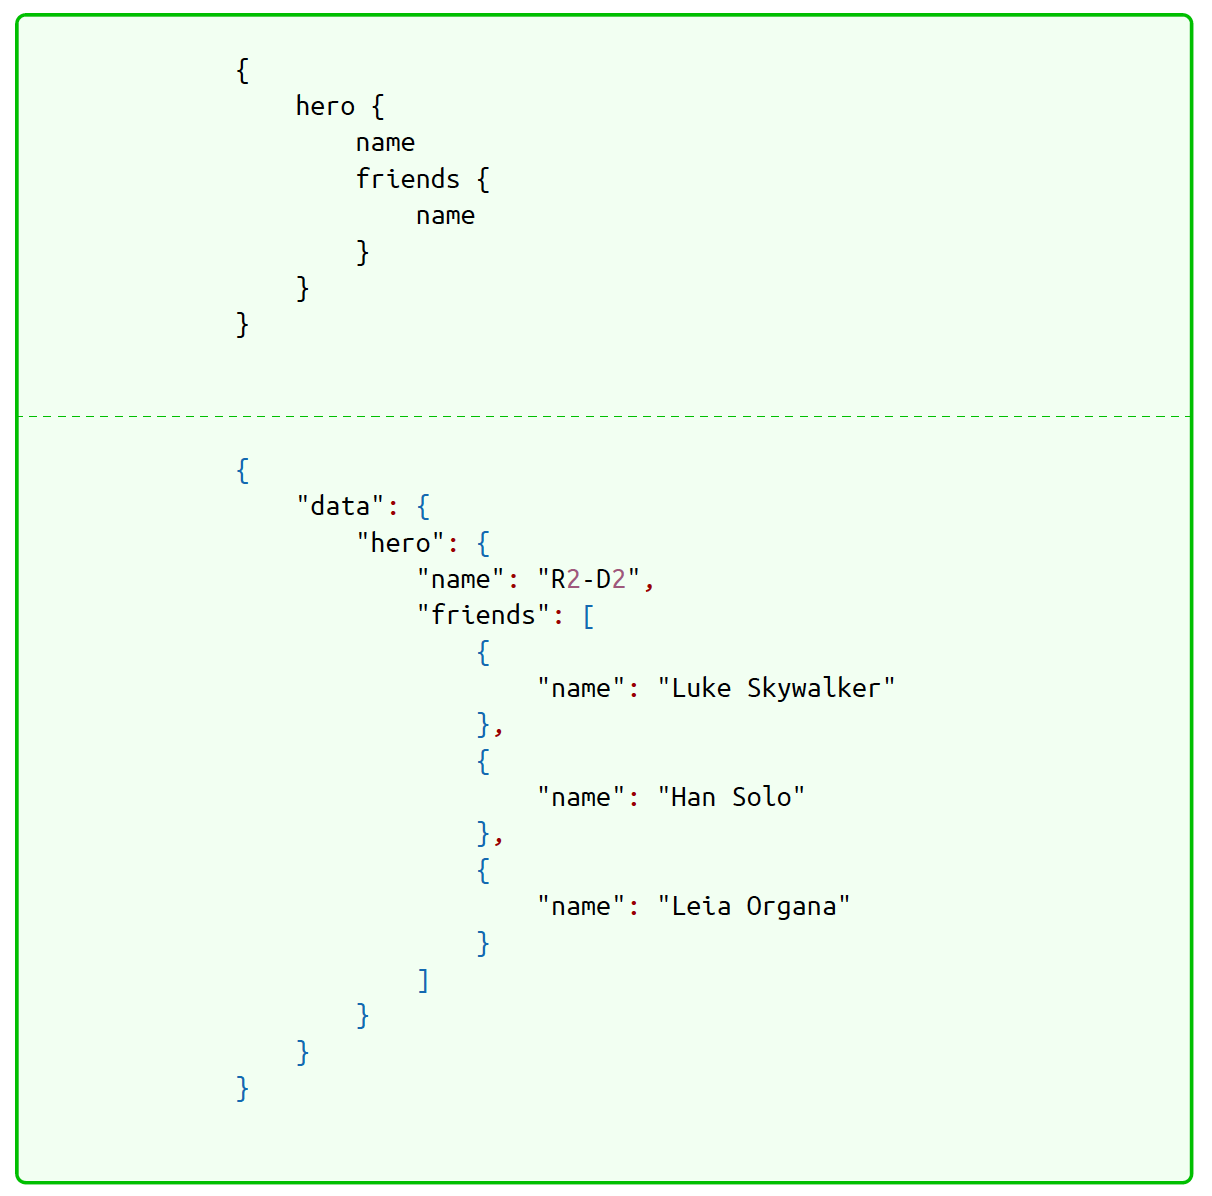 {
    hero {
        name
        friends {
            name
        }
    }
}
{
    "data": {
        "hero": {
            "name": "R2-D2",
            "friends": [
                {
                    "name": "Luke Skywalker"
                },
                {
                    "name": "Han Solo"
                },
                {
                    "name": "Leia Organa"
                }
            ]
        }
    }
}